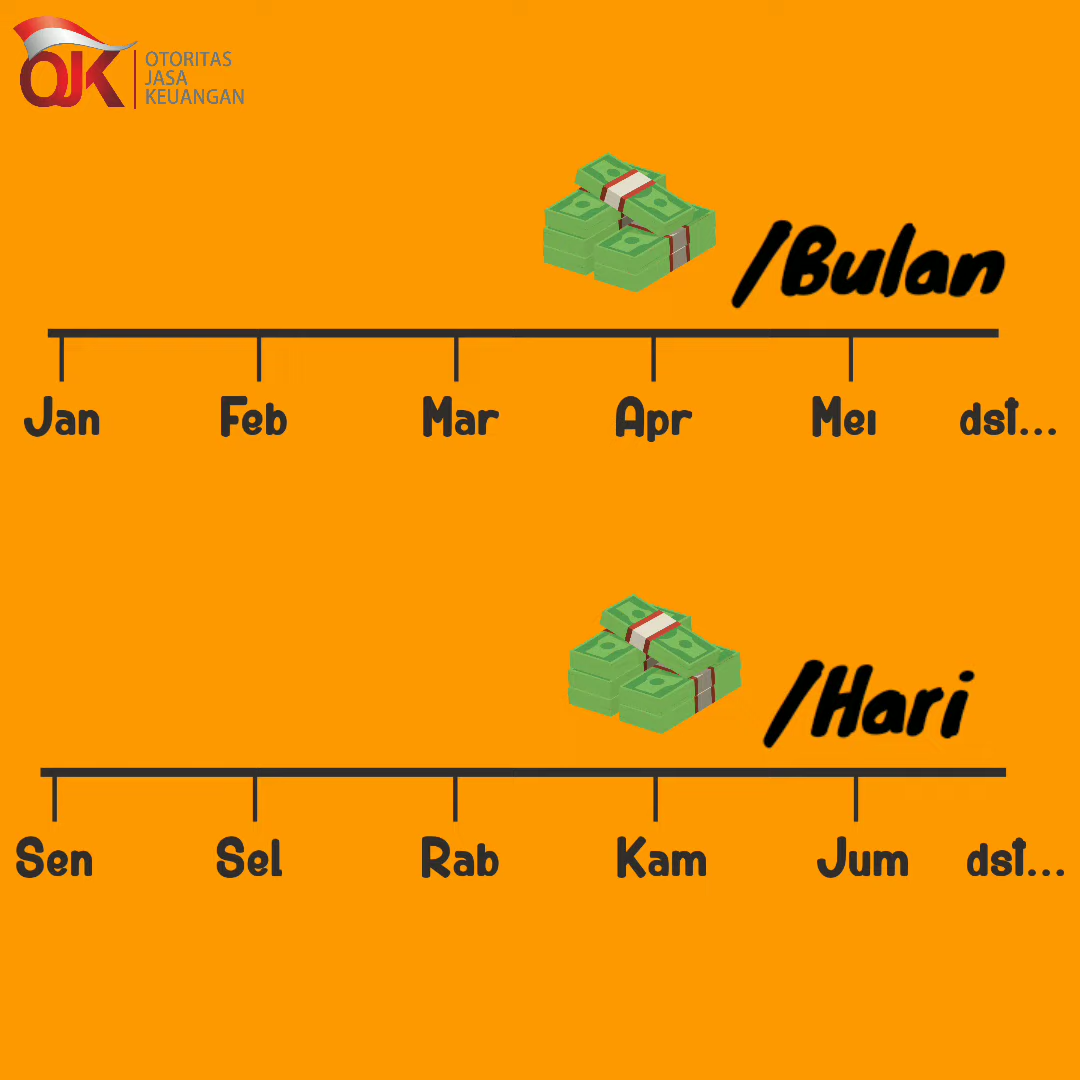 OJK
OTORITAS
JASA
KEUANGAN
/Bulan
Jan Feb Mar Apr Mei dst...
/Hari
Sen Sel Rab Kam Jum dst...